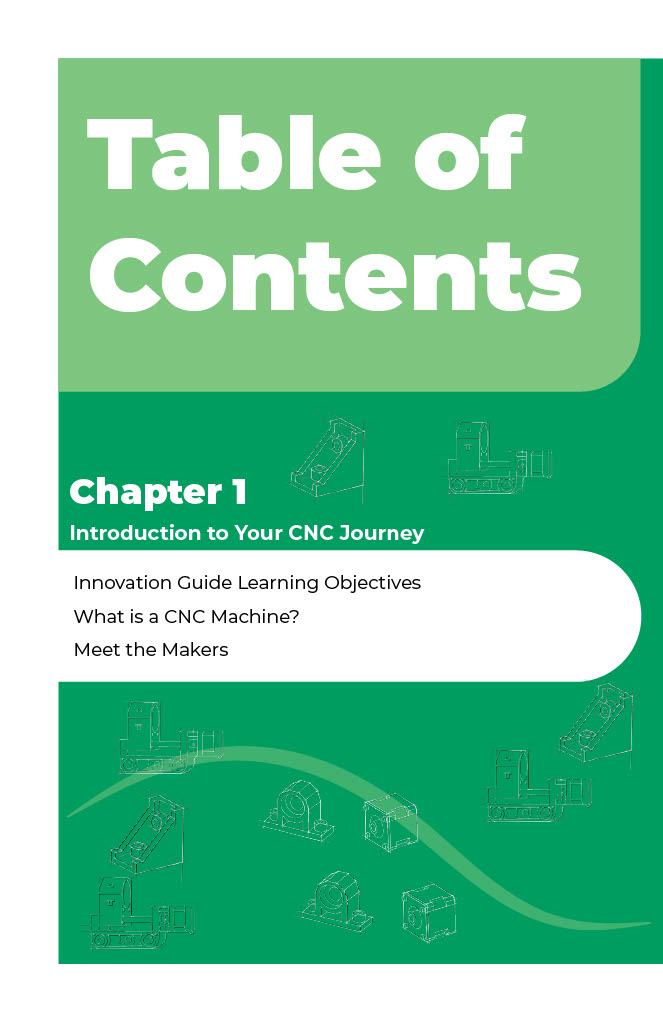 Table of
Contents
Chapter 1
Introduction to Your CNC Journey
Innovation Guide Learning Objectives
What is a CNC Machine?
Meet the Makers